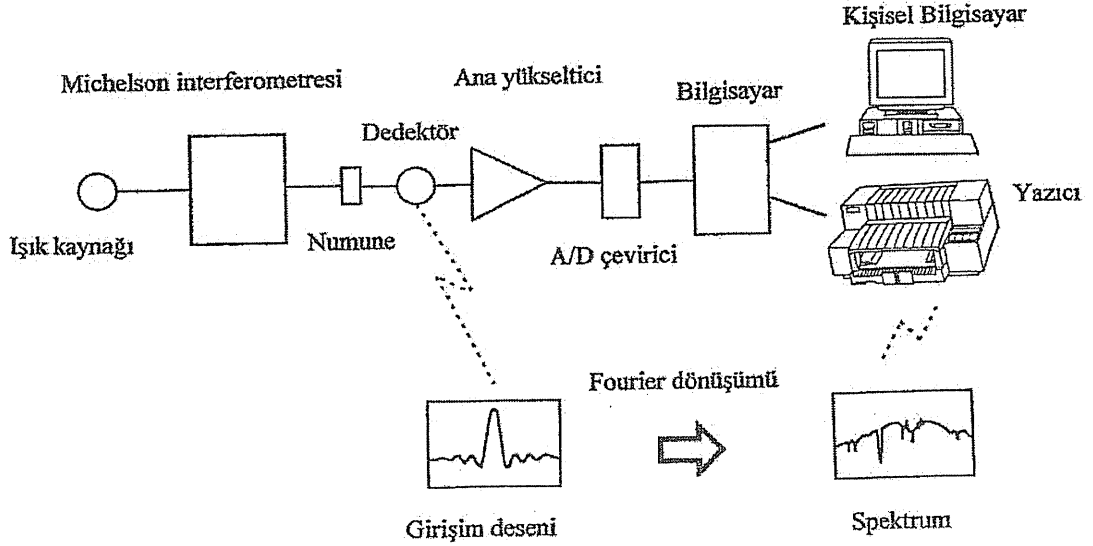 Kişisel Bilgisayar
Michelson interferometresi
Ana yükseltici
Bilgisayar
Dedektör
Yazıcı
Işık kaynağı
Numune
A/D çevirici
Fourier dönüşümü
Girişim deseni
Spektrum